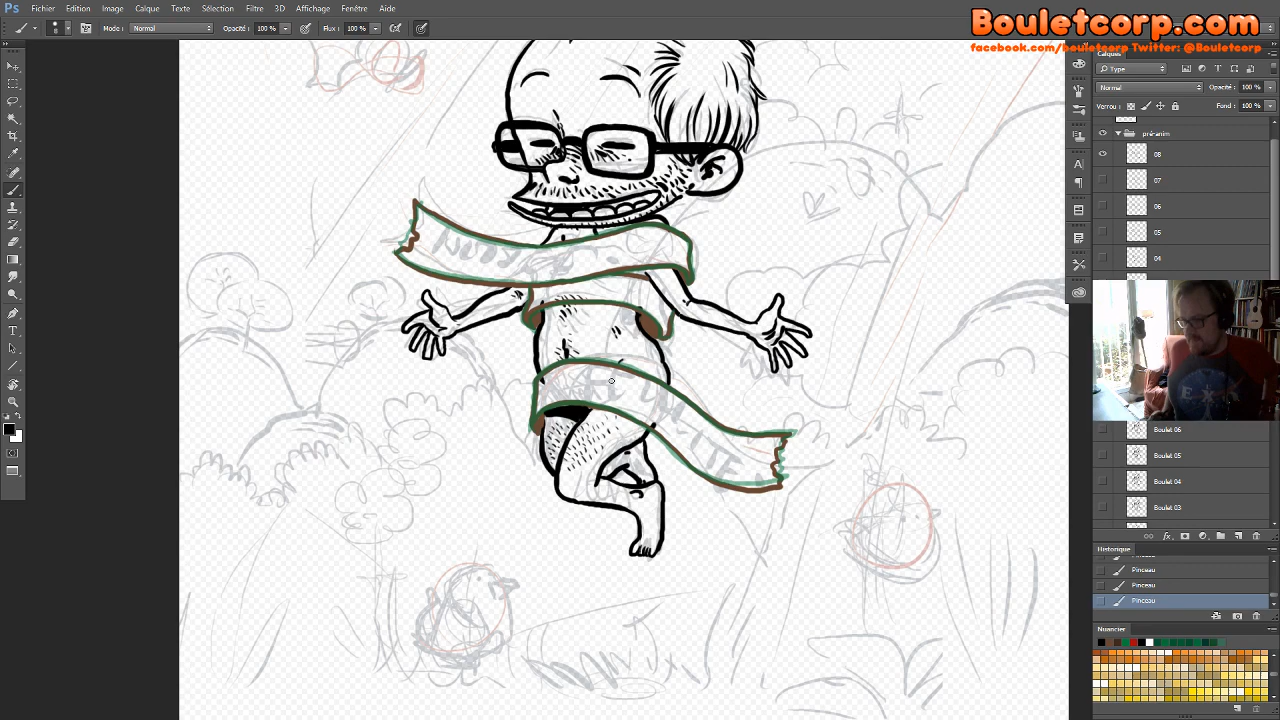 Ps Fichier Edition Image Calque Texte Sélection Filtre 3D Affichage Fenêtre Aide
Mode : Normal Opacité : 100 % Flux : 100 %
Bouletcorp.com
facebook.com/bouletcorp Twitter: @Bouletcorp
Calques
Type
Normal Opacité : 100 %
Verrou : Fond : 100 %
pré-anim
08
07
06
05
04
Boulet 06
Boulet 05
Boulet 04
Boulet 03
Historique
Pinceau
Pinceau
Pinceau
Nuancier